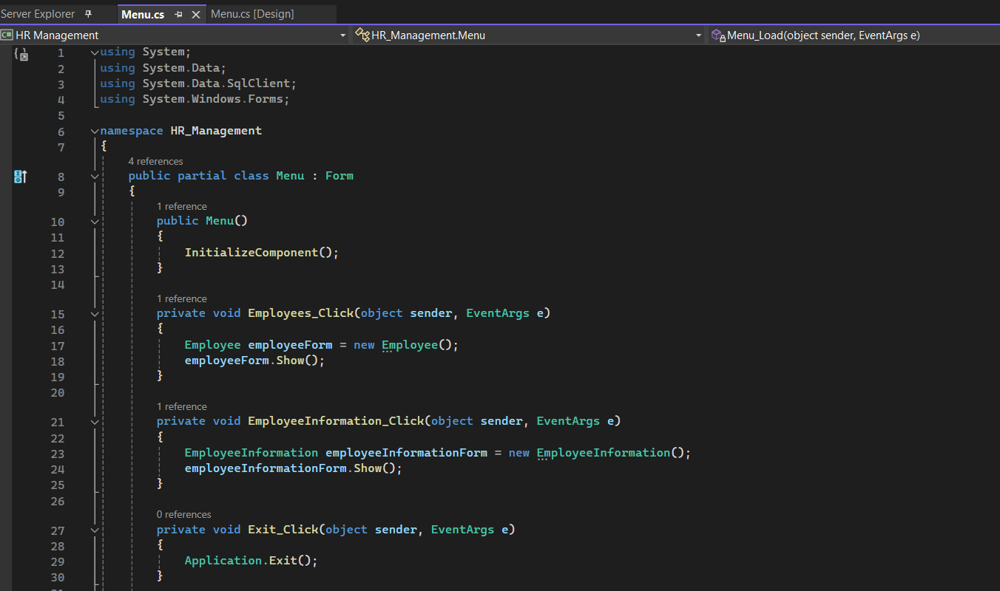 Server Explorer Menu.cs Menu.cs [Design]
C# HR Management HR_Management.Menu Menu_Load(object sender, EventArgs e)
1 using System;
2 using System.Data;
3 using System.Data.SqlClient;
4 using System.Windows.Forms;
5
6 namespace HR_Management
7 {
4 references
8 public partial class Menu : Form
9 {
1 reference
10 public Menu()
11 {
12 InitializeComponent();
13 }
14
1 reference
15 private void Employees_Click(object sender, EventArgs e)
16 {
17 Employee employeeForm = new Employee();
18 employeeForm.Show();
19 }
20
1 reference
21 private void EmployeeInformation_Click(object sender, EventArgs e)
22 {
23 EmployeeInformation employeeInformationForm = new EmployeeInformation();
24 employeeInformationForm.Show();
25 }
26
0 references
27 private void Exit_Click(object sender, EventArgs e)
28 {
29 Application.Exit();
30 }